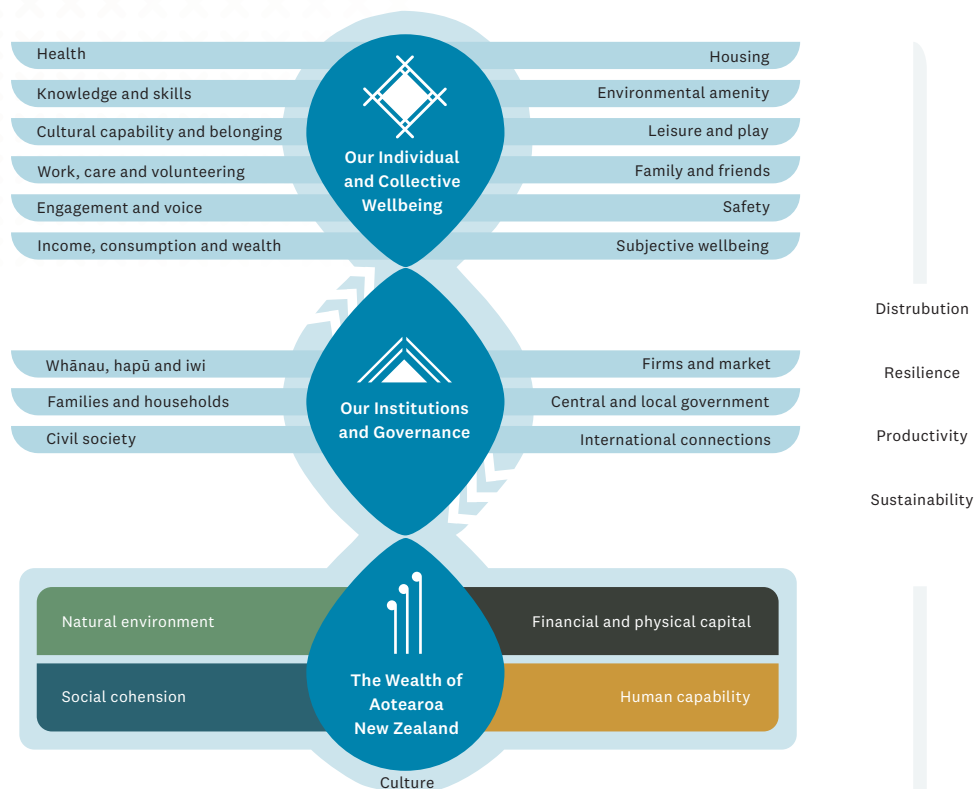 Health
Housing
Knowledge and skills
Environmental amenity
Cultural capability and belonging
Leisure and play
Work, care and volunteering
Family and friends
Engagement and voice
Safety
Income, consumption and wealth
Subjective wellbeing
Our Individual
and Collective
Wellbeing
Whānau, hapū and iwi
Firms and market
Families and households
Central and local government
Civil society
International connections
Our Institutions
and Governance
Natural environment
Financial and physical capital
Social cohension
Human capability
The Wealth of
Aotearoa
New Zealand
Culture
Distrubution
Resilience
Productivity
Sustainability